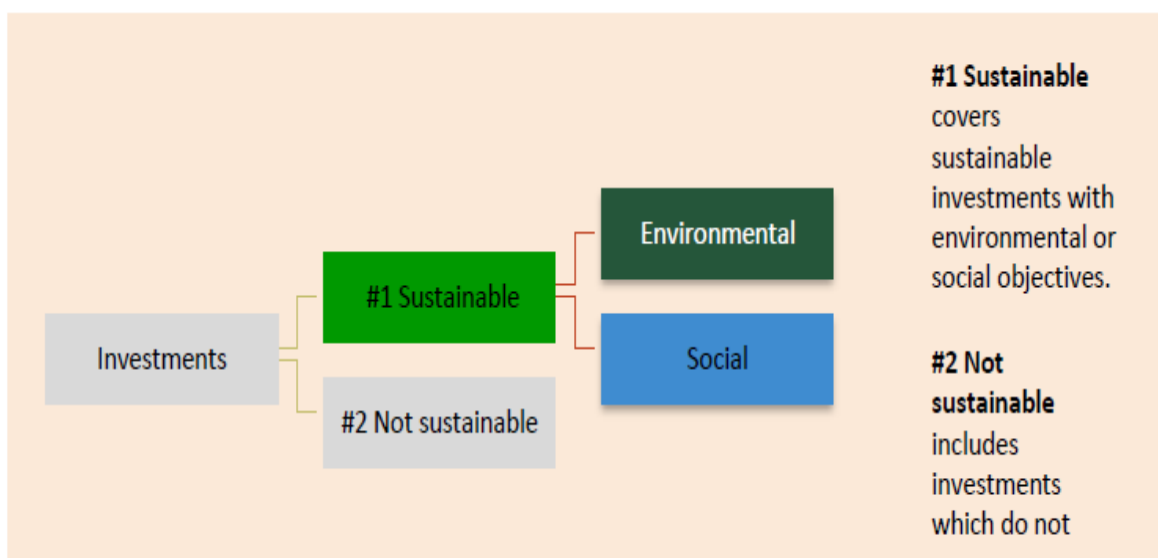 Investments
#1 Sustainable
#2 Not sustainable
Environmental
Social
#1 Sustainable
covers
sustainable
investments with
environmental or
social objectives.
#2 Not
sustainable
includes
investments
which do not